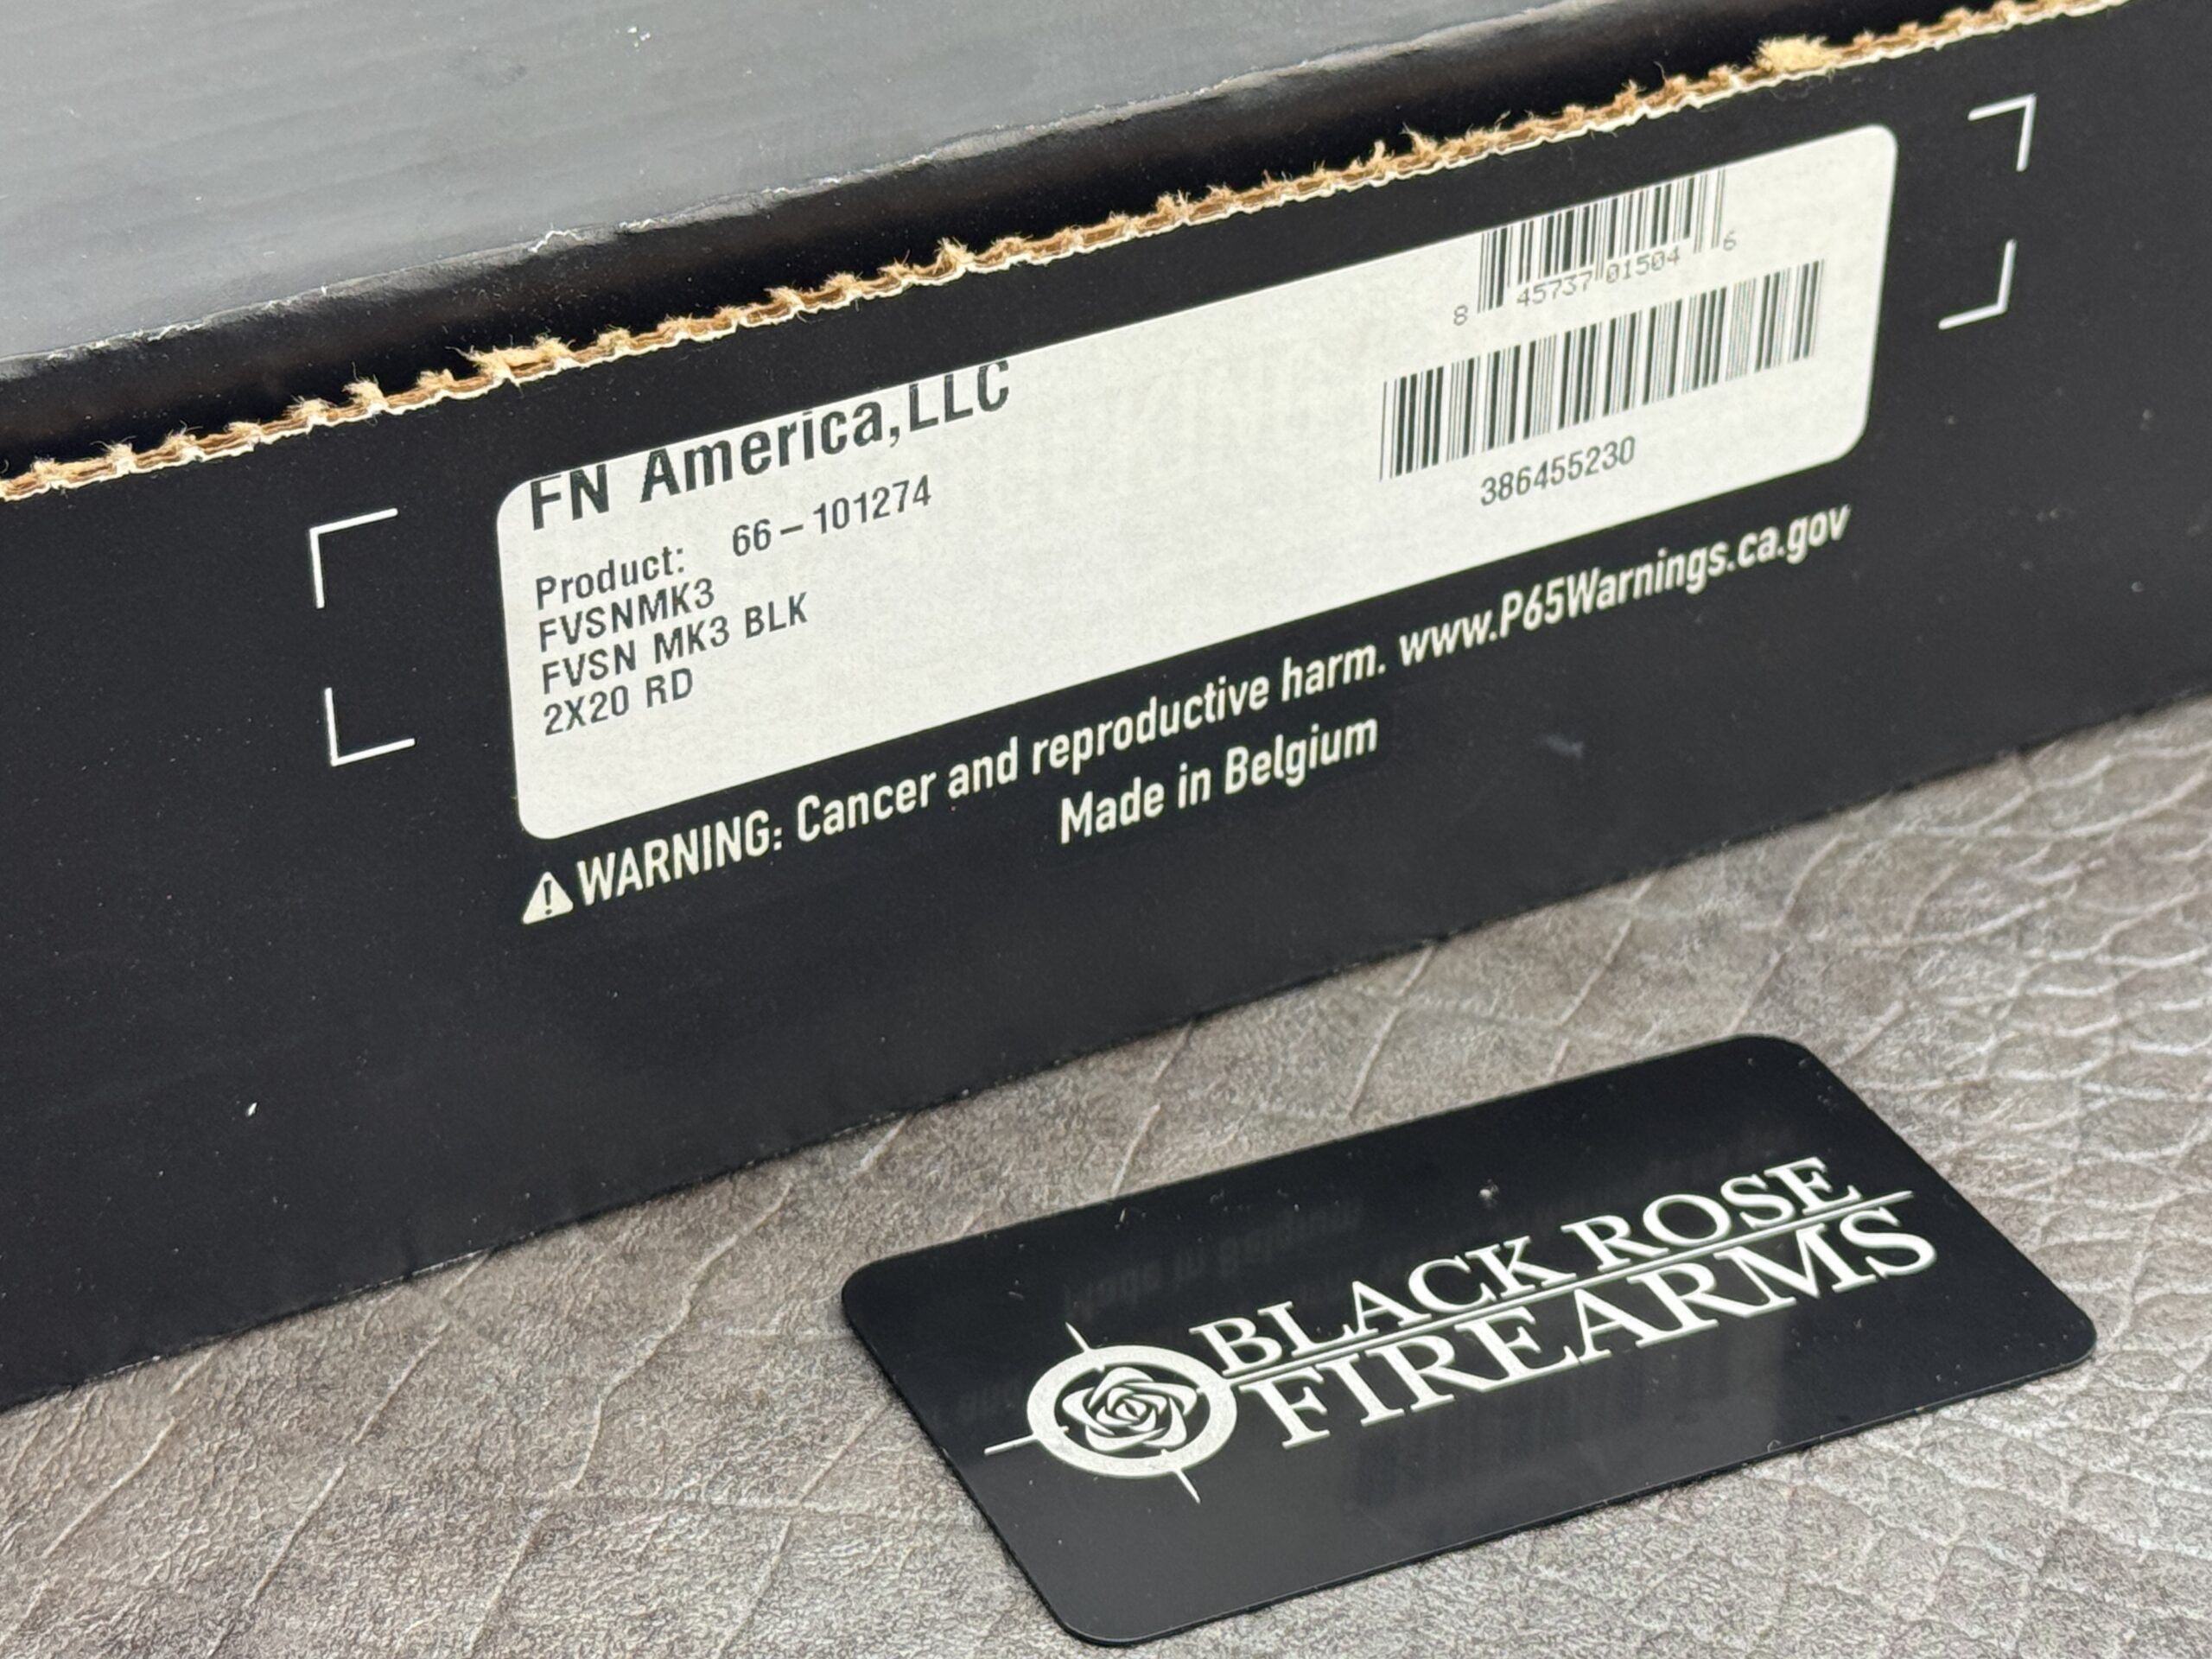 FN America,LLC
Product: 66-101274
FVSNMK3
FVSN MK3 BLK
2X20 RD
8 45737 01504 6
386455230
WARNING: Cancer and reproductive harm. www.P65Warnings.ca.gov
Made in Belgium
BLACK ROSE
FIREARMS